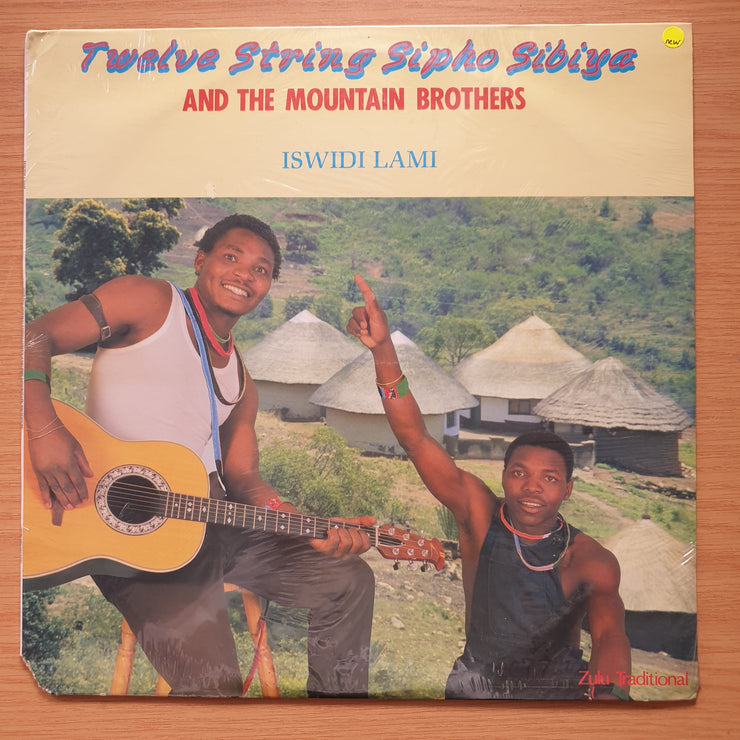 Twelve String Sipho Sibiya
new
AND THE MOUNTAIN BROTHERS
ISWIDI LAMI
Zulu Traditional